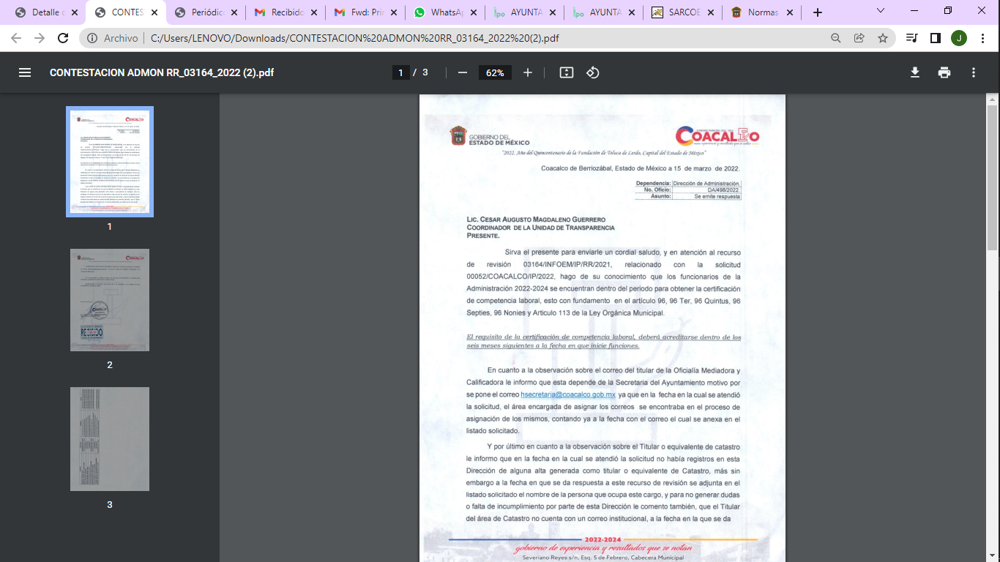 Detalle d
CONTES
Periódic
Recibido
Fwd: Prin
WhatsAp
ipo AYUNTA
ipo AYUNTA
SARCOE
Normas
Archivo | C:/Users/LENOVO/Downloads/CONTESTACION%20ADMON%20RR_03164_2022%20(2).pdf
J
CONTESTACION ADMON RR_03164_2022 (2).pdf
1 / 3
62%
1
2
3
RECIBIDO
GOBIERNO DEL
ESTADO DE MÉXICO
COACALCO
"2022. Año del Quincentenario de la Fundación de Toluca de Lerdo, Capital del Estado de México"
Coacalco de Berriozábal, Estado de México a 15 de marzo de 2022.
Dependencia: Dirección de Administración.
No. Oficio: DA/498/2022
Asunto: Se emite respuesta
LIC. CESAR AUGUSTO MAGDALENO GUERRERO
COORDINADOR DE LA UNIDAD DE TRANSPARENCIA
PRESENTE.
Sirva el presente para enviarle un cordial saludo, y en atención al recurso
de revisión 03164/INFOEM/IP/RR/2021, relacionado con la solicitud
00052/COACALCO/IP/2022, hago de su conocimiento que los funcionarios de la
Administración 2022-2024 se encuentran dentro del periodo para obtener la certificación
de competencia laboral, esto con fundamento en el artículo 96, 96 Ter, 96 Quintus, 96
Septies, 96 Nonies y Articulo 113 de la Ley Orgánica Municipal.
El requisito de la certificación de competencia laboral, deberá acreditarse dentro de los
seis meses siguientes a la fecha en que inicie funciones.
En cuanto a la observación sobre el correo del titular de la Oficialía Mediadora y
Calificadora le informo que esta depende de la Secretaria del Ayuntamiento motivo por
se pone el correo hsecretaria@coacalco.gob.mx ya que en la fecha en la cual se atendió
la solicitud, el área encargada de asignar los correos se encontraba en el proceso de
asignación de los mismos, contando ya a la fecha con el correo el cual se anexa en el
listado solicitado.
Y por último en cuanto a la observación sobre el Titular o equivalente de catastro
le informo que en la fecha en la cual se atendió la solicitud no había registros en esta
Dirección de alguna alta generada como titular o equivalente de Catastro, más sin
embargo a la fecha en que se da respuesta a este recurso de revisión se adjunta en el
listado solicitado el nombre de la persona que ocupa este cargo, y para no generar dudas
o falta de incumplimiento por parte de esta Dirección le comento también, que el Titular
del área de Catastro no cuenta con un correo institucional, a la fecha en la que se da
2022-2024
gobierno de experiencia y resultados que se notan
Severiano Reyes s/n, Esq. 5 de Febrero, Cabecera Municipal